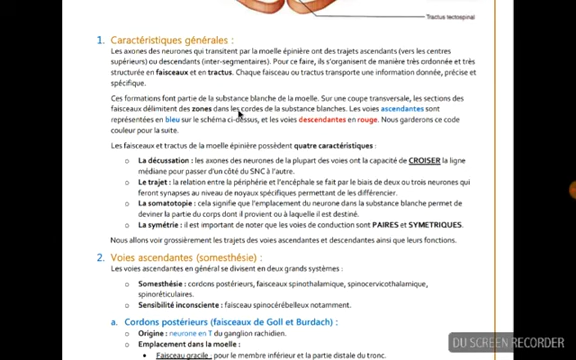 Tractus tectospinal
1. Caractéristiques générales :
Les axones des neurones qui transitent par la moelle épinière ont des trajets ascendants (vers les centres
supérieurs) ou descendants (inter-segmentaires). Pour ce faire, ils s'organisent de manière très ordonnée et très
structurée en faisceaux et en tractus. Chaque faisceau ou tractus transporte une information donnée, précise et
spécifique.
Ces formations font partie de la substance blanche de la moelle. Sur une coupe transversale, les sections des
faisceaux délimitent des zones dans les cordes de la substance blanches. Les voies ascendantes sont
représentées en bleu sur le schéma ci-dessus, et les voies descendantes en rouge. Nous garderons ce code
couleur pour la suite.
Les faisceaux et tractus de la moelle épinière possèdent quatre caractéristiques :
o La décussation : les axones des neurones de la plupart des voies ont la capacité de CROISER la ligne
médiane pour passer d'un côté du SNC à l'autre.
o Le trajet : la relation entre la périphérie et l'encéphale se fait par le biais de deux ou trois neurones qui
feront synapses au niveau de noyaux spécifiques permettant de les différencier.
o La somatotopie : cela signifie que l'emplacement du neurone dans la substance blanche permet de
deviner la partie du corps dont il provient ou à laquelle il est destiné.
o La symétrie : il est important de noter que les voies de conduction sont PAIRES et SYMETRIQUES.
Nous allons voir grossièrement les trajets des voies ascendantes et descendantes ainsi que leurs fonctions.
2. Voies ascendantes (somesthésie) :
Les voies ascendantes en général se divisent en deux grands systèmes :
o Somesthésie : cordons postérieurs, faisceaux spinothalamique, spinocervicothalamique,
spinoréticulaires.
o Sensibilité inconsciente : faisceau spinocérébelleux notamment.
a. Cordons postérieurs (faisceaux de Goll et Burdach) :
o Origine : neurone en T du ganglion rachidien.
o Emplacement dans la moelle :
• Faisceau gracile pour le membre inférieur et la partie distale du tronc.
DU SCREEN RECORDER